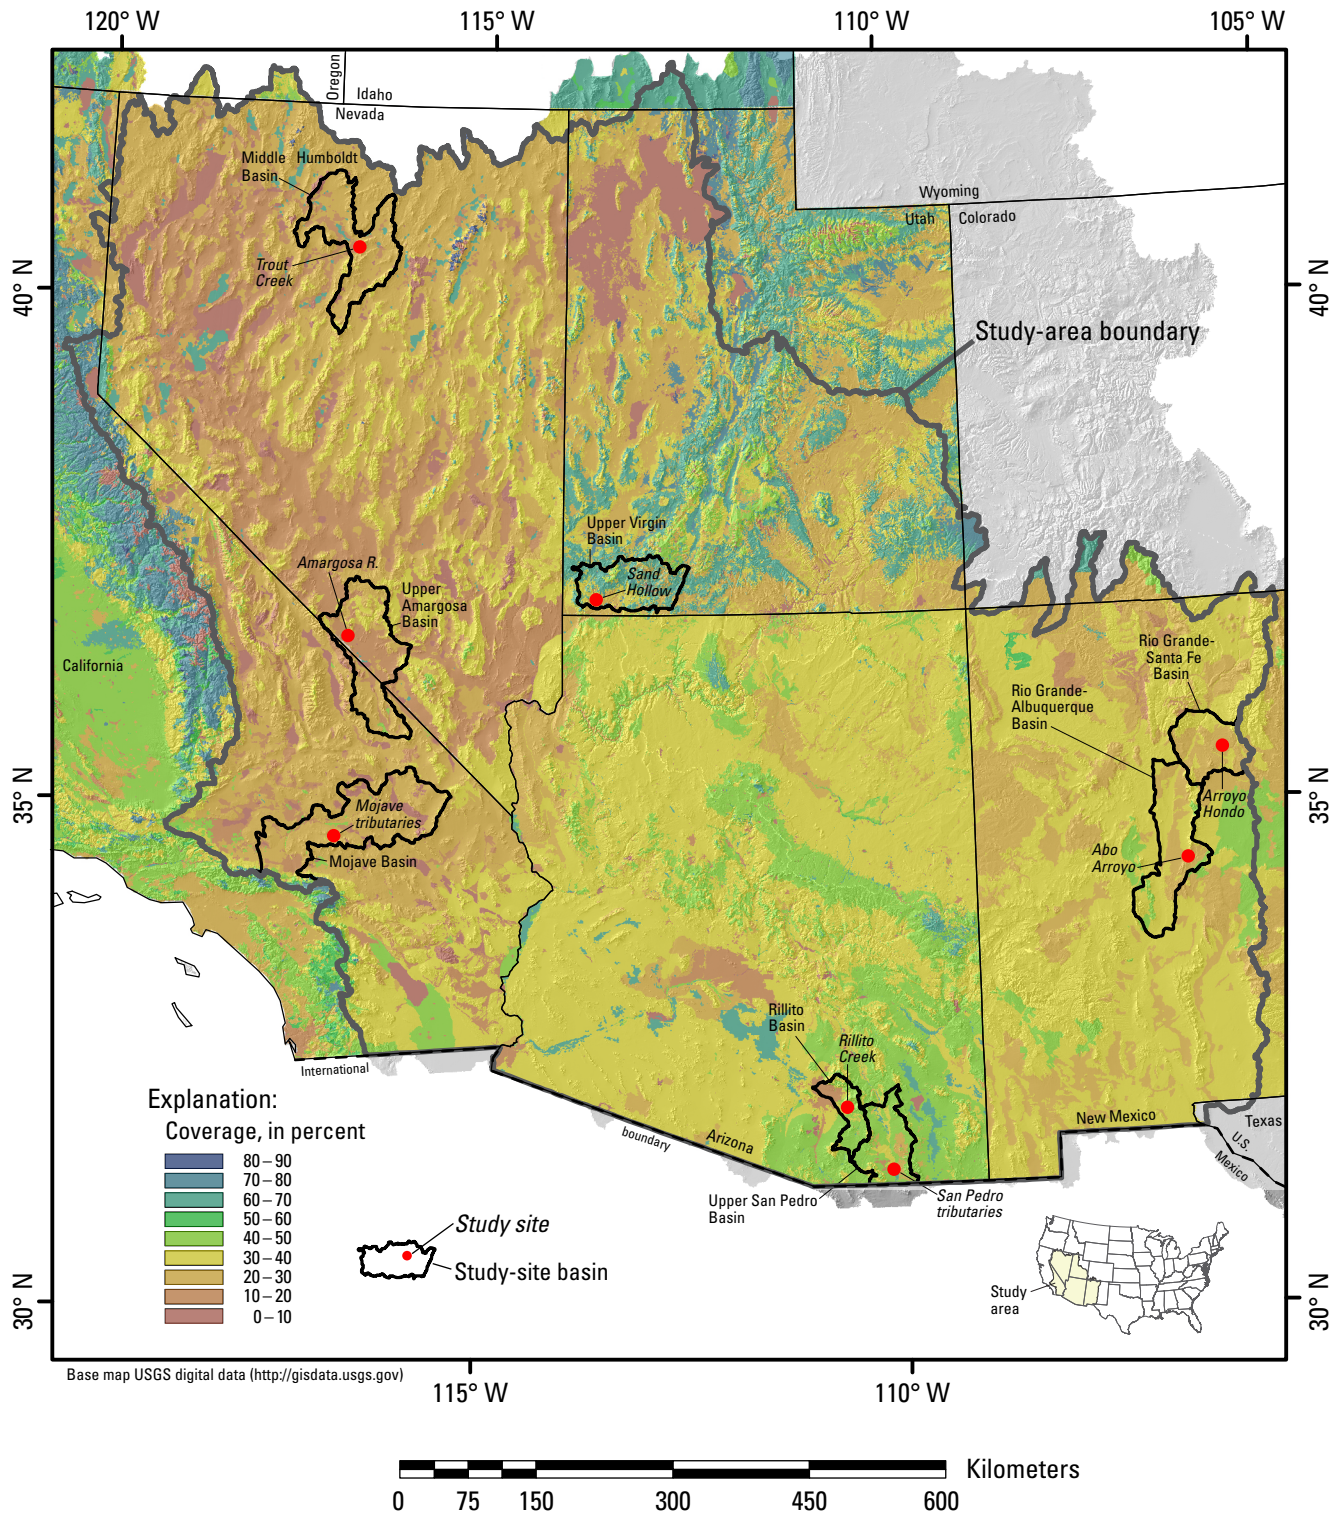 120° W
115° W
110° W
105° W
Oregon
Idaho
Nevada
Middle Humboldt
Basin
Trout
Creek
Wyoming
Utah
Colorado
40° N
40° N
Study-area boundary
Upper Virgin
Basin
Sand
Hollow
Amargosa R.
Upper
Amargosa
Basin
California
Rio Grande-
Santa Fe
Basin
Rio Grande-
Albuquerque
Basin
35° N
35° N
Mojave
tributaries
Mojave Basin
Arroyo
Hondo
Abo
Arroyo
Rillito
Basin
Rillito
Creek
International
boundary
Arizona
New Mexico
Texas
U.S.
Mexico
Upper San Pedro
Basin
San Pedro
tributaries
Explanation:
Coverage, in percent
80–90
70–80
60–70
50–60
40–50
30–40
20–30
10–20
0–10
Study site
Study-site basin
Study
area
30° N
30° N
Base map USGS digital data (http://gisdata.usgs.gov)
115° W
110° W
Kilometers
0 75 150 300 450 600